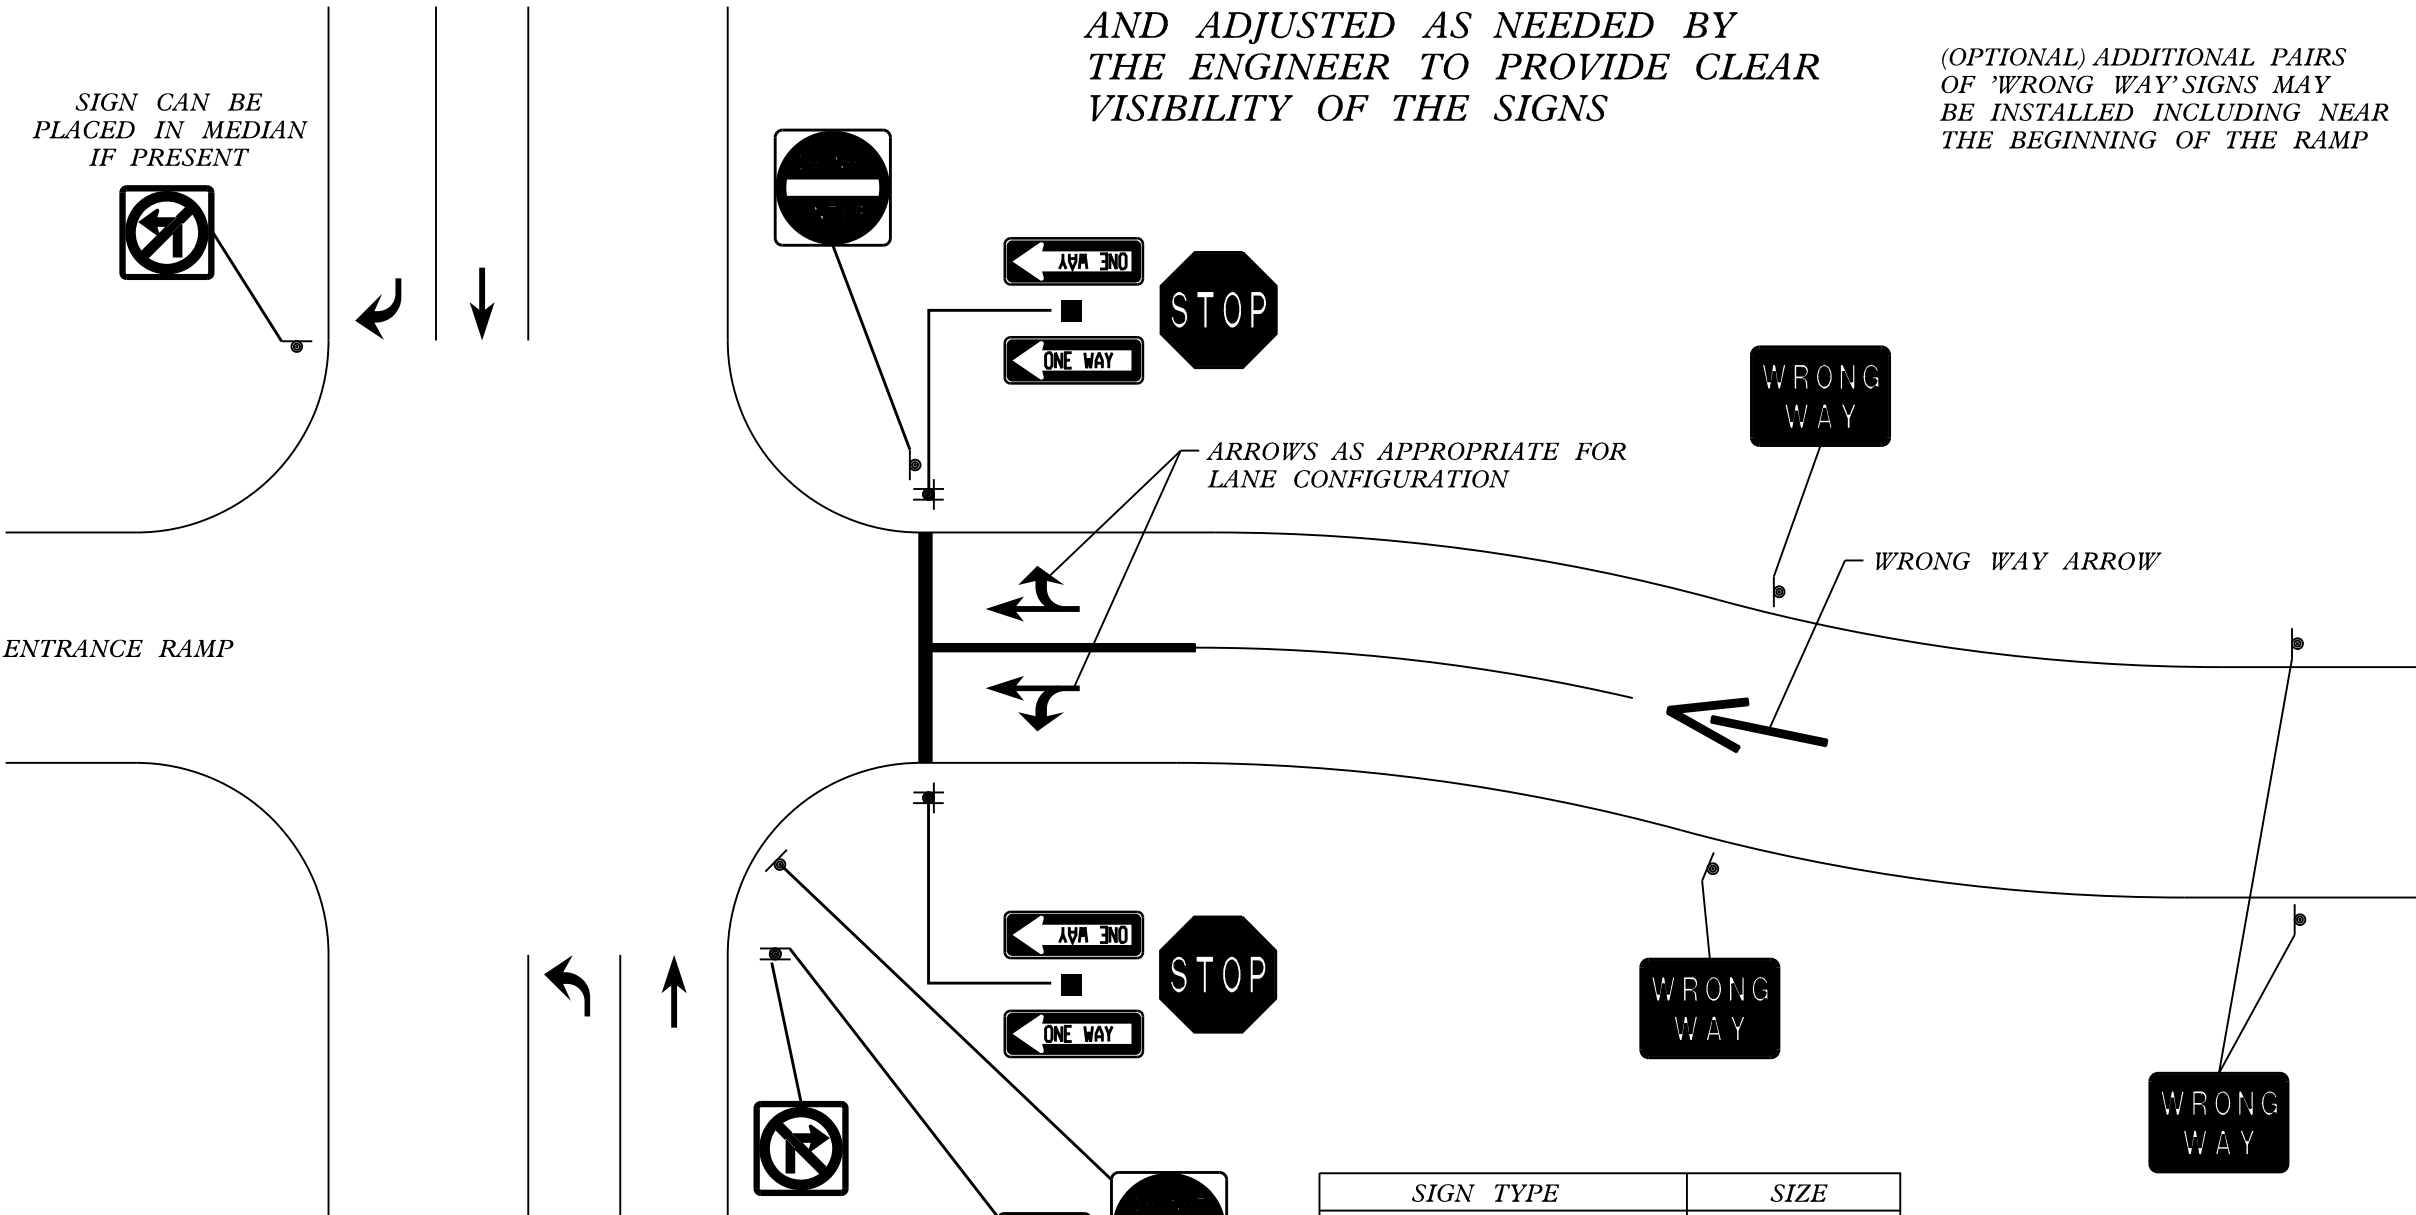 AND ADJUSTED AS NEEDED BY
THE ENGINEER TO PROVIDE CLEAR
VISIBILITY OF THE SIGNS
(OPTIONAL) ADDITIONAL PAIRS
OF 'WRONG WAY' SIGNS MAY
BE INSTALLED INCLUDING NEAR
THE BEGINNING OF THE RAMP
SIGN CAN BE
PLACED IN MEDIAN
IF PRESENT
ONE WAY
STOP
ONE WAY
WRONG
WAY
ARROWS AS APPROPRIATE FOR
LANE CONFIGURATION
WRONG WAY ARROW
ENTRANCE RAMP
ONE WAY
STOP
ONE WAY
WRONG
WAY
WRONG
WAY
SIGN TYPE
SIZE